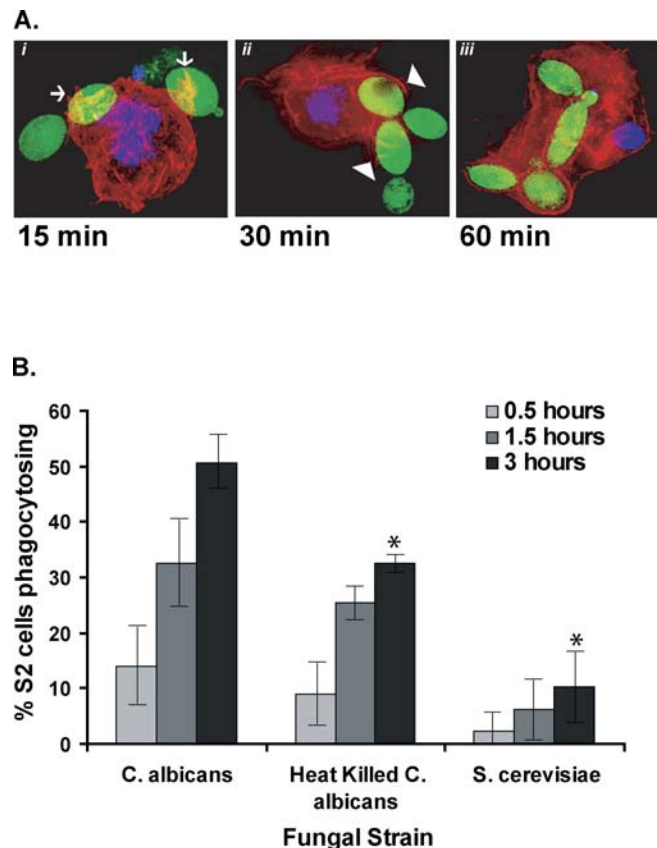 A.
i
ii
iii
15 min
30 min
60 min
B.
% S2 cells phagocytosing
60
50
40
30
20
10
0
0.5 hours
1.5 hours
3 hours
*
*
C. albicans
Heat Killed C.
albicans
S. cerevisiae
Fungal Strain